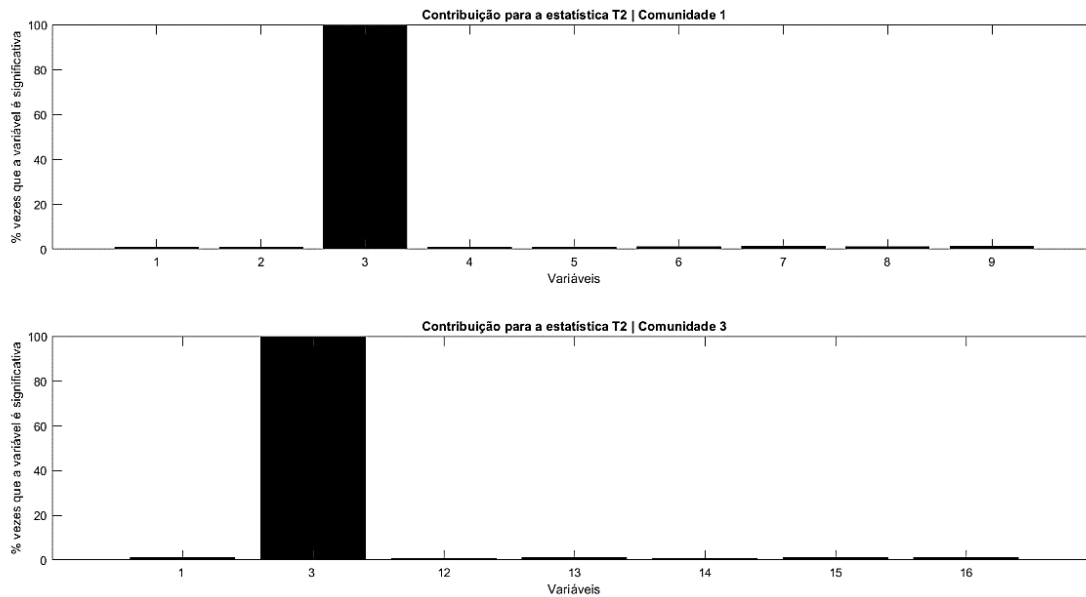 Contribuição para a estatística T2 | Comunidade 1
% vezes que a variável é significativa
100
80
60
40
20
0
1 2 3 4 5 6 7 8 9
Variáveis
Contribuição para a estatística T2 | Comunidade 3
% vezes que a variável é significativa
100
80
60
40
20
0
1 3 12 13 14 15 16
Variáveis